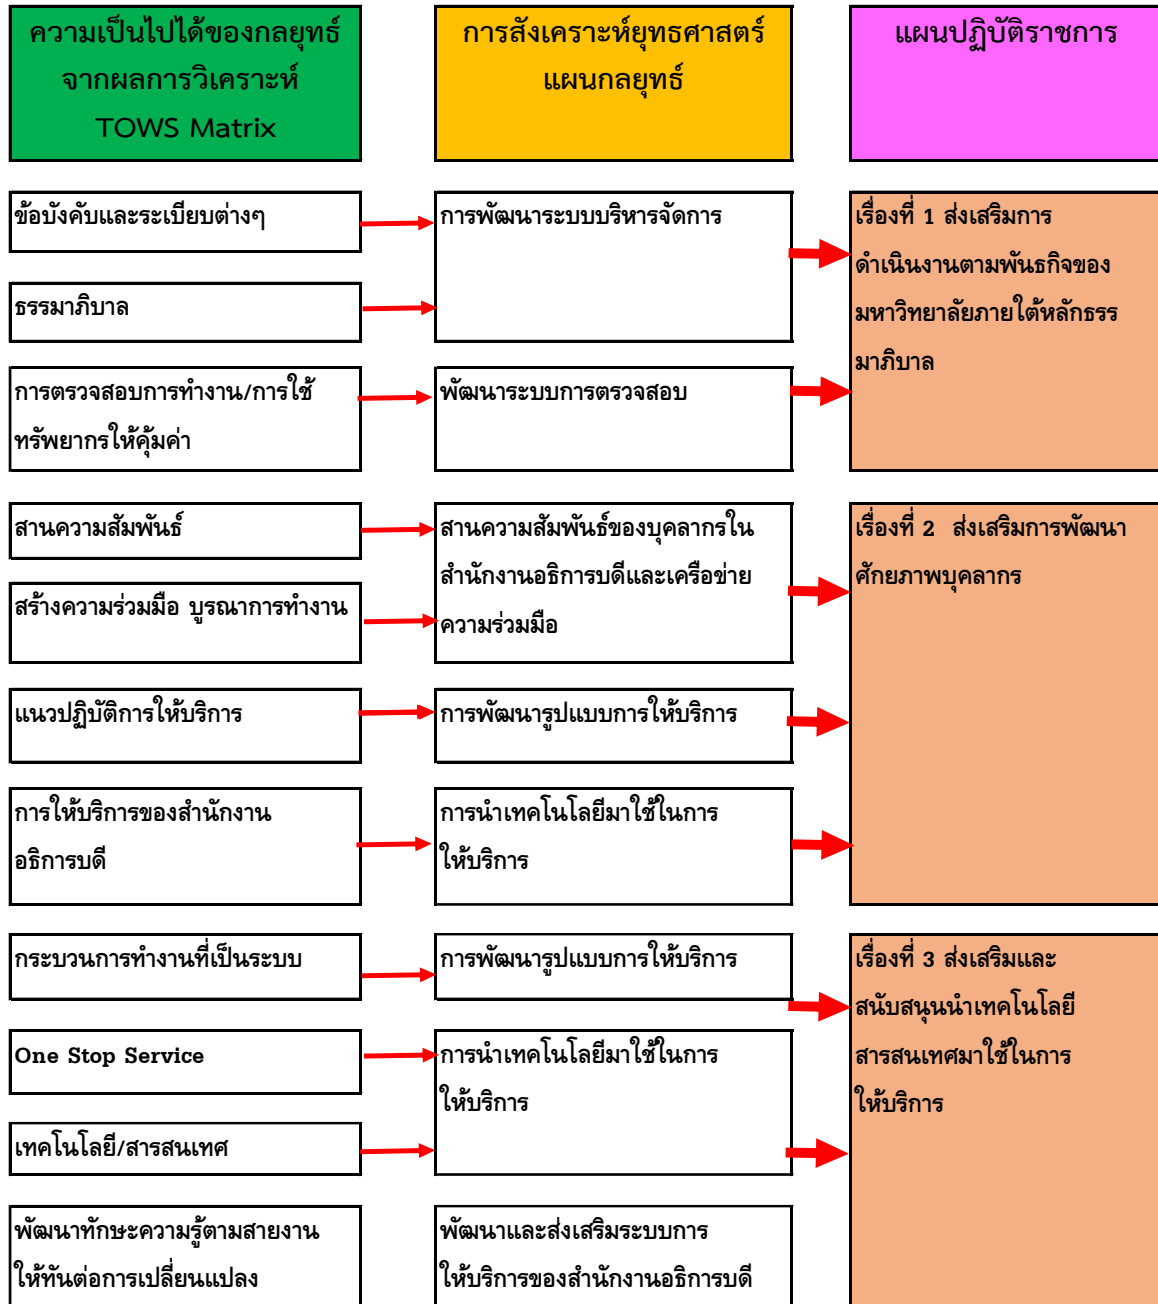 ความเป็นไปได้ของกลยุทธ์
จากผลการวิเคราะห์
TOWS Matrix
การสังเคราะห์ยุทธศาสตร์
แผนกลยุทธ์
แผนปฏิบัติราชการ
ข้อบังคับและระเบียบต่างๆ
ธรรมาภิบาล
การพัฒนาระบบบริหารจัดการ
การตรวจสอบการทำงาน/การใช้
ทรัพยากรให้คุ้มค่า
พัฒนาระบบการตรวจสอบ
เรื่องที่ 1 ส่งเสริมการ
ดำเนินงานตามพันธกิจของ
มหาวิทยาลัยภายใต้หลักธรร
มาภิบาล
สานความสัมพันธ์
สร้างความร่วมมือ บูรณาการทำงาน
สานความสัมพันธ์ของบุคลากรใน
สำนักงานอธิการบดีและเครือข่าย
ความร่วมมือ
แนวปฏิบัติการให้บริการ
การพัฒนารูปแบบการให้บริการ
การให้บริการของสำนักงาน
อธิการบดี
การนำเทคโนโลยีมาใช้ในการ
ให้บริการ
เรื่องที่ 2 ส่งเสริมการพัฒนา
ศักยภาพบุคลากร
กระบวนการทำงานที่เป็นระบบ
การพัฒนารูปแบบการให้บริการ
One Stop Service
เทคโนโลยี/สารสนเทศ
การนำเทคโนโลยีมาใช้ในการ
ให้บริการ
พัฒนาทักษะความรู้ตามสายงาน
ให้ทันต่อการเปลี่ยนแปลง
พัฒนาและส่งเสริมระบบการ
ให้บริการของสำนักงานอธิการบดี
เรื่องที่ 3 ส่งเสริมและ
สนับสนุนนำเทคโนโลยี
สารสนเทศมาใช้ในการ
ให้บริการ